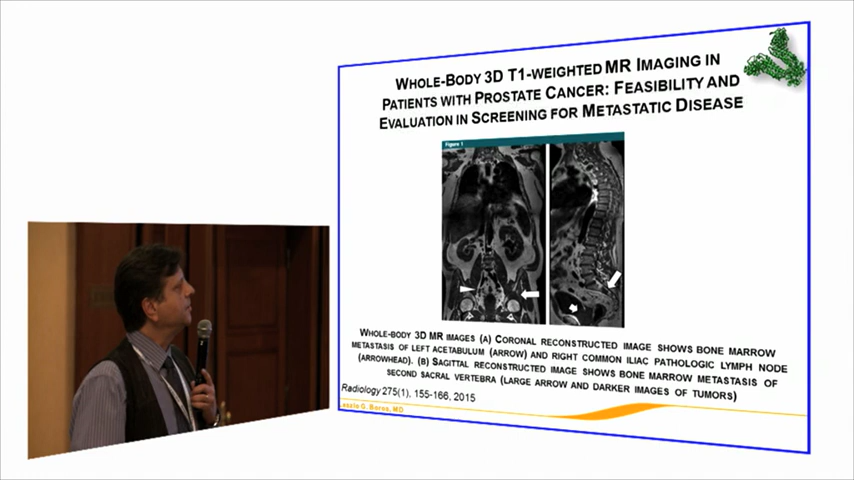 WHOLE-BODY 3D T1-WEIGHTED MR IMAGING IN
PATIENTS WITH PROSTATE CANCER: FEASIBILITY AND
EVALUATION IN SCREENING FOR METASTATIC DISEASE
Figure 1
WHOLE-BODY 3D MR IMAGES (A) CORONAL RECONSTRUCTED IMAGE SHOWS BONE MARROW
METASTASIS OF LEFT ACETABULUM (ARROW) AND RIGHT COMMON ILIAC PATHOLOGIC LYMPH NODE
(ARROWHEAD). (B) SAGITTAL RECONSTRUCTED IMAGE SHOWS BONE MARROW METASTASIS OF
SECOND SACRAL VERTEBRA (LARGE ARROW AND DARKER IMAGES OF TUMORS)
Radiology 275(1), 155-166, 2015
Laszlo G. Boros, MD